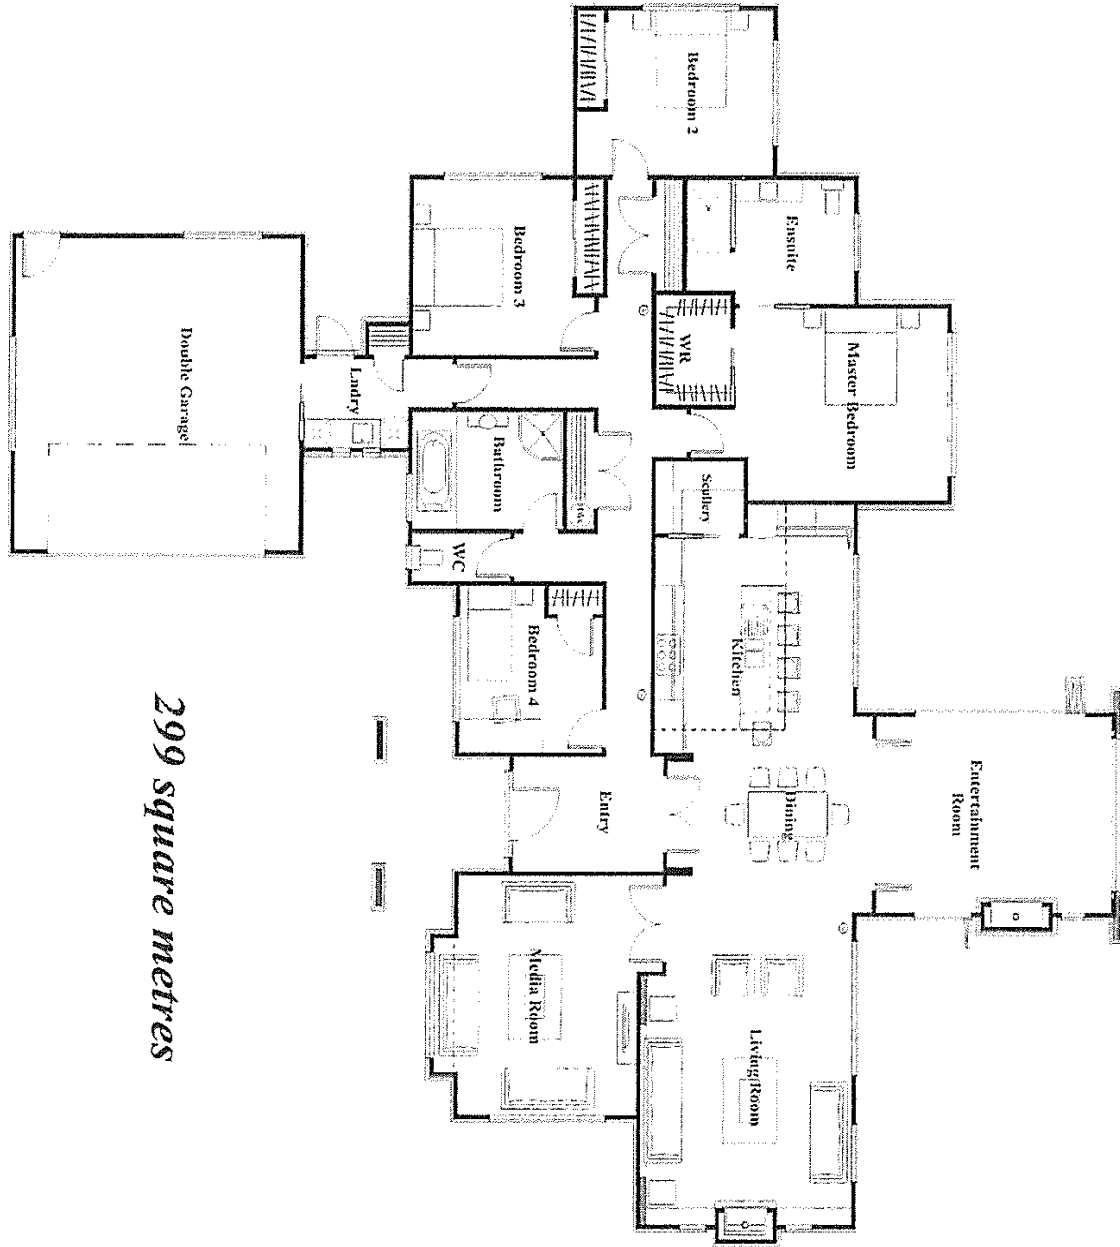 Bedroom 2
Ensuite
Bedroom 3
WR
Master Bedroom
Double Garage
Lndry
Bathroom
Scullery
WC
Bedroom 4
Kitchen
Entry
Dining
Entertainment
Room
Media Room
Living Room
299 square metres